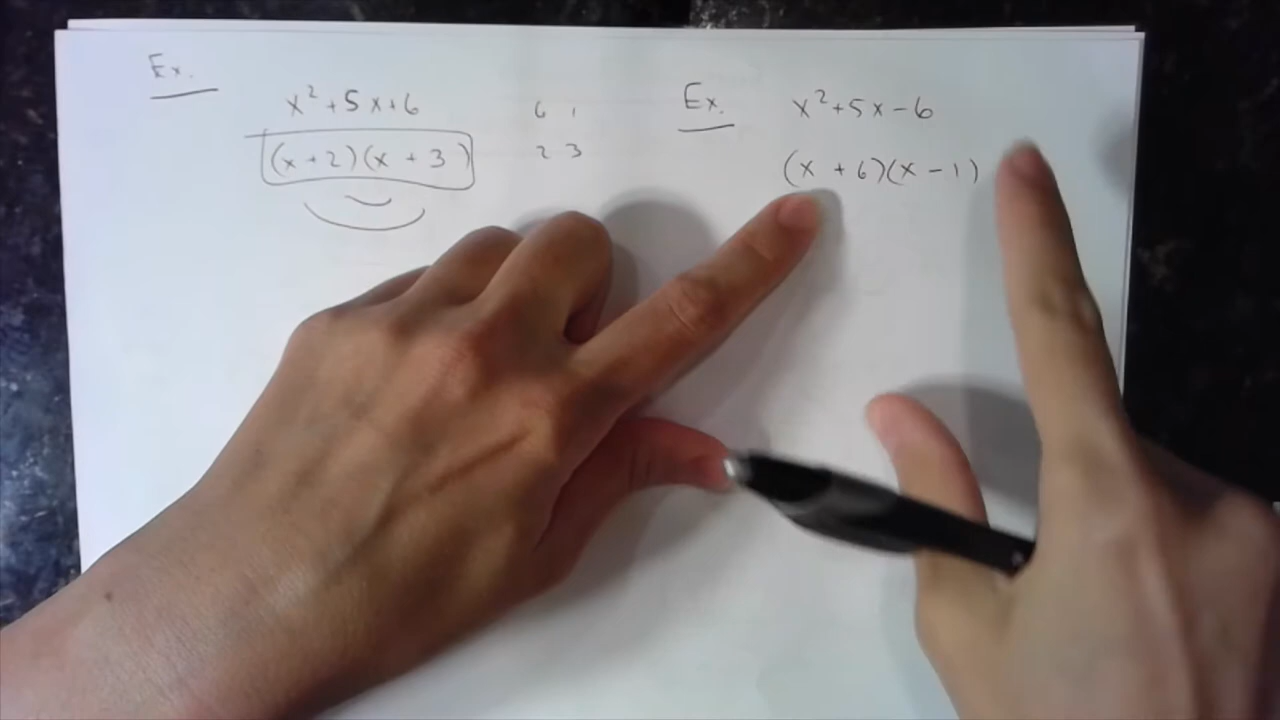 Ex.
x² + 5x + 6
(x + 2)(x + 3)
6 1
2 3
Ex.
x² + 5x - 6
(x + 6)(x - 1)